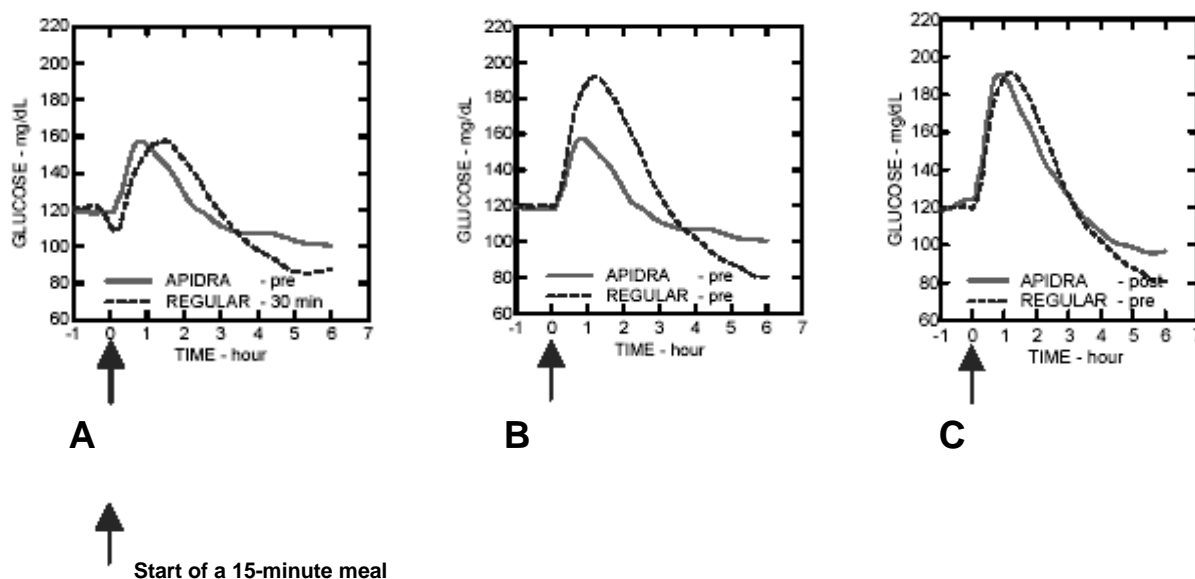 220
200
180
160
140
120
100
80
60
GLUCOSE - mg/dL
APIDRA - pre
REGULAR - 30 min
-1 0 1 2 3 4 5 6 7
TIME - hour
A
220
200
180
160
140
120
100
80
60
GLUCOSE - mg/dL
APIDRA - pre
REGULAR - pre
-1 0 1 2 3 4 5 6 7
TIME - hour
B
220
200
180
160
140
120
100
80
60
GLUCOSE - mg/dL
APIDRA - post
REGULAR - pre
-1 0 1 2 3 4 5 6 7
TIME - hour
C
Start of a 15-minute meal